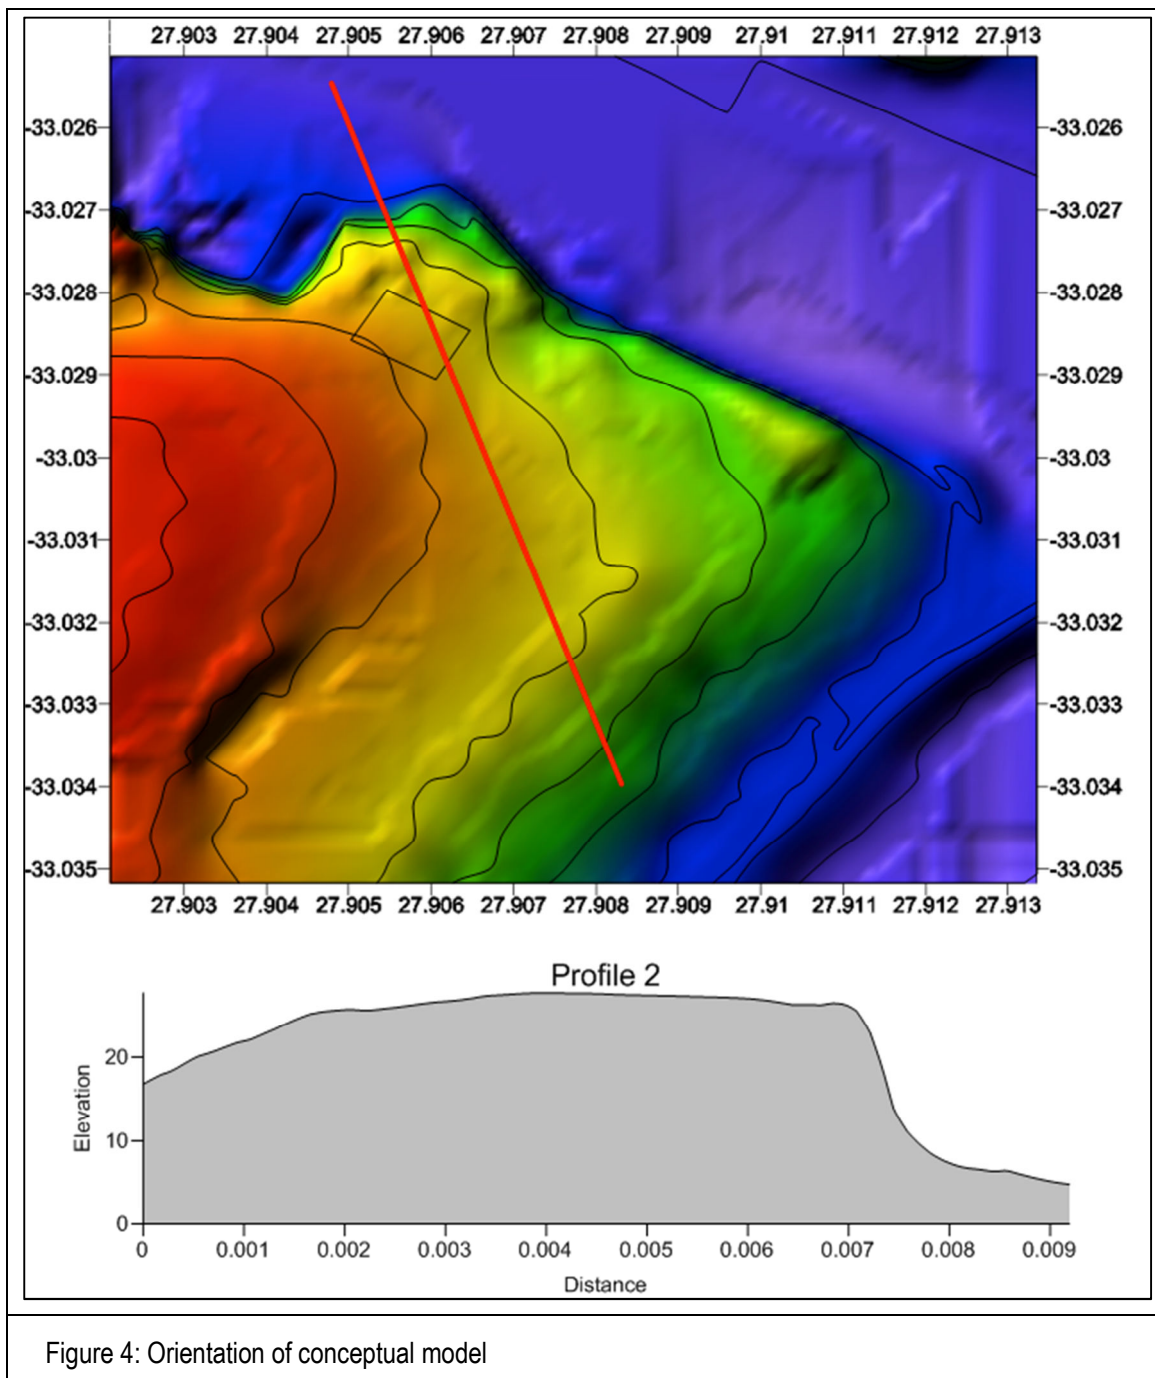 27.903 27.904 27.905 27.906 27.907 27.908 27.909 27.91 27.911 27.912 27.913
-33.026 -33.026
-33.027 -33.027
-33.028 -33.028
-33.029 -33.029
-33.03 -33.03
-33.031 -33.031
-33.032 -33.032
-33.033 -33.033
-33.034 -33.034
-33.035 -33.035
27.903 27.904 27.905 27.906 27.907 27.908 27.909 27.91 27.911 27.912 27.913
Profile 2
Elevation
20
10
0
0 0.001 0.002 0.003 0.004 0.005 0.006 0.007 0.008 0.009
Distance
Figure 4: Orientation of conceptual model